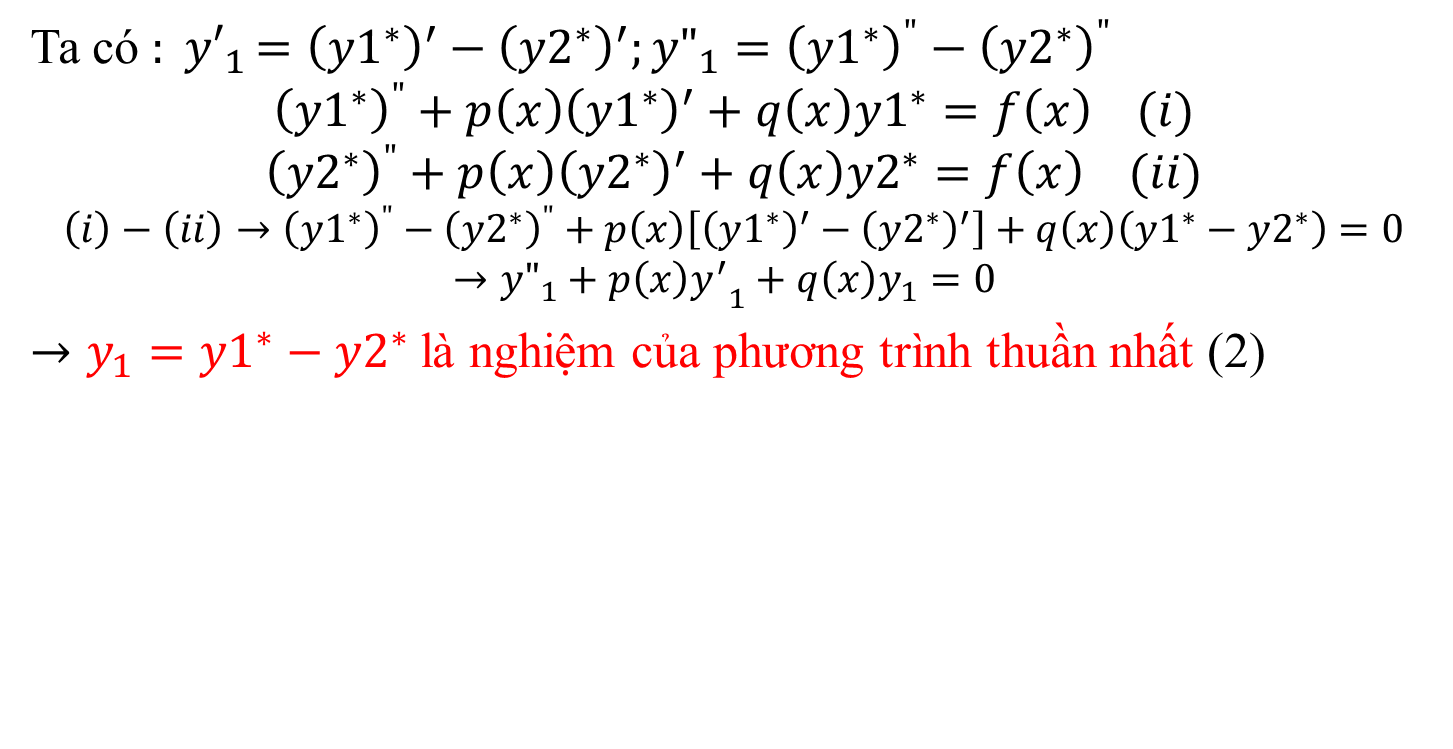 Ta có : y′₁ = (y1*)′ − (y2*)′; y"₁ = (y1*)" − (y2*)"
(y1*)" + p(x)(y1*)′ + q(x)y1* = f(x) (i)
(y2*)" + p(x)(y2*)′ + q(x)y2* = f(x) (ii)
(i) − (ii) → (y1*)" − (y2*)" + p(x)[(y1*)′ − (y2*)′] + q(x)(y1* − y2*) = 0
→ y"₁ + p(x)y′₁ + q(x)y₁ = 0
→ y₁ = y1* − y2* là nghiệm của phương trình thuần nhất (2)